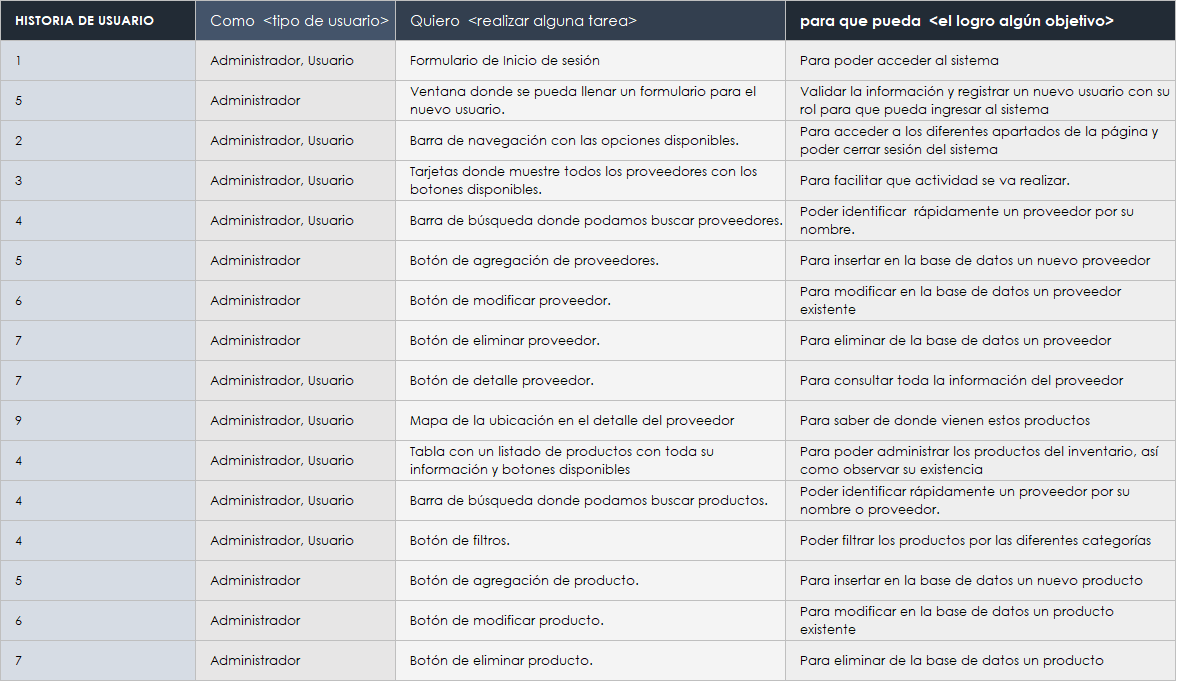 HISTORIA DE USUARIO Como <tipo de usuario> Quiero <realizar alguna tarea> para que pueda <el logro algún objetivo>
1 Administrador, Usuario Formulario de Inicio de sesión Para poder acceder al sistema
5 Administrador Ventana donde se pueda llenar un formulario para el
nuevo usuario. Validar la información y registrar un nuevo usuario con su
rol para que pueda ingresar al sistema
2 Administrador, Usuario Barra de navegación con las opciones disponibles. Para acceder a los diferentes apartados de la página y
poder cerrar sesión del sistema
3 Administrador, Usuario Tarjetas donde muestre todos los proveedores con los
botones disponibles. Para facilitar que actividad se va realizar.
4 Administrador, Usuario Barra de búsqueda donde podamos buscar proveedores. Poder identificar rápidamente un proveedor por su
nombre.
5 Administrador Botón de agregación de proveedores. Para insertar en la base de datos un nuevo proveedor
6 Administrador Botón de modificar proveedor. Para modificar en la base de datos un proveedor
existente
7 Administrador Botón de eliminar proveedor. Para eliminar de la base de datos un proveedor
7 Administrador, Usuario Botón de detalle proveedor. Para consultar toda la información del proveedor
9 Administrador, Usuario Mapa de la ubicación en el detalle del proveedor Para saber de donde vienen estos productos
4 Administrador, Usuario Tabla con un listado de productos con toda su
información y botones disponibles Para poder administrar los productos del inventario, así
como observar su existencia
4 Administrador, Usuario Barra de búsqueda donde podamos buscar productos. Poder identificar rápidamente un proveedor por su
nombre o proveedor.
4 Administrador, Usuario Botón de filtros. Poder filtrar los productos por las diferentes categorías
5 Administrador Botón de agregación de producto. Para insertar en la base de datos un nuevo producto
6 Administrador Botón de modificar producto. Para modificar en la base de datos un producto
existente
7 Administrador Botón de eliminar producto. Para eliminar de la base de datos un producto